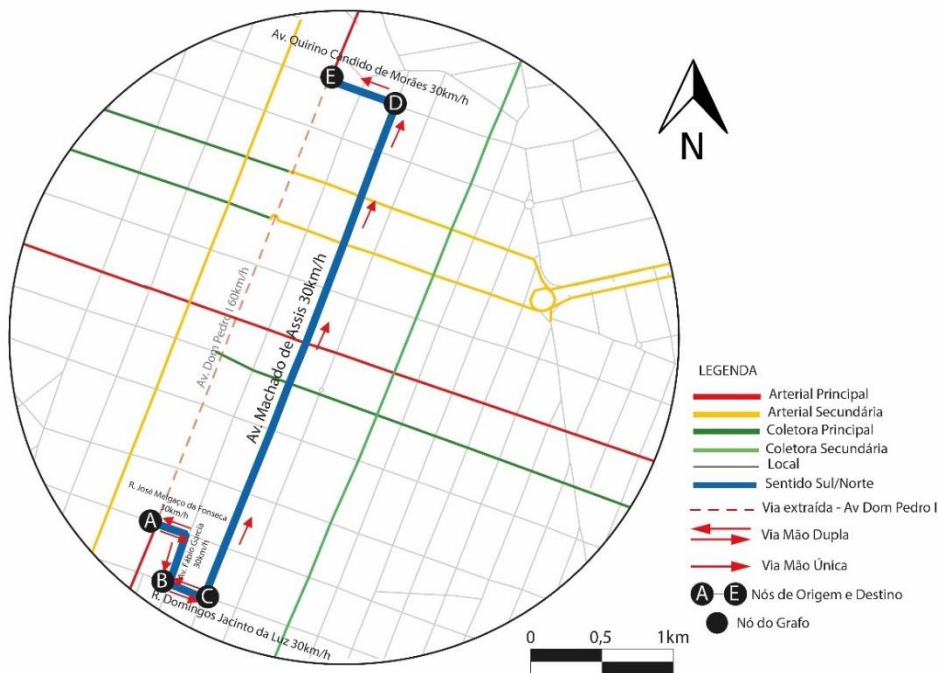 Av. Quirino Candido de Morães 30km/h
E
D
N
Av. Dom Pedro I 60km/h
Av. Machado de Assis 30km/h
R. José Melgaço da Fonseca
30km/h
A
Av. Fábio Garcia
30km/h
B
C
R. Domingos Jacinto da Luz 30km/h
LEGENDA
Arterial Principal
Arterial Secundária
Coletora Principal
Coletora Secundária
Local
Sentido Sul/Norte
Via extraída - Av Dom Pedro I
Via Mão Dupla
Via Mão Única
A E Nós de Origem e Destino
Nó do Grafo
0 0,5 1km